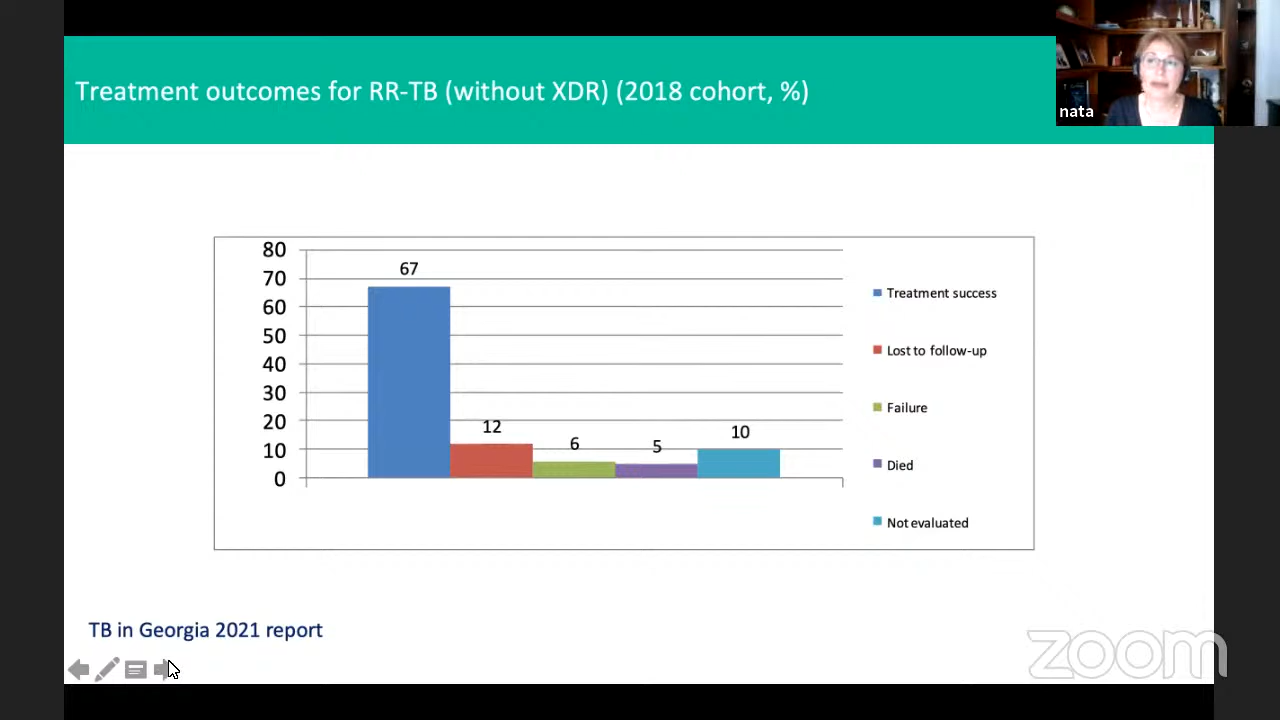 Treatment outcomes for RR-TB (without XDR) (2018 cohort, %)
nata
80
70
60
50
40
30
20
10
0
67
12
6
5
10
Treatment success
Lost to follow-up
Failure
Died
Not evaluated
TB in Georgia 2021 report
zoom